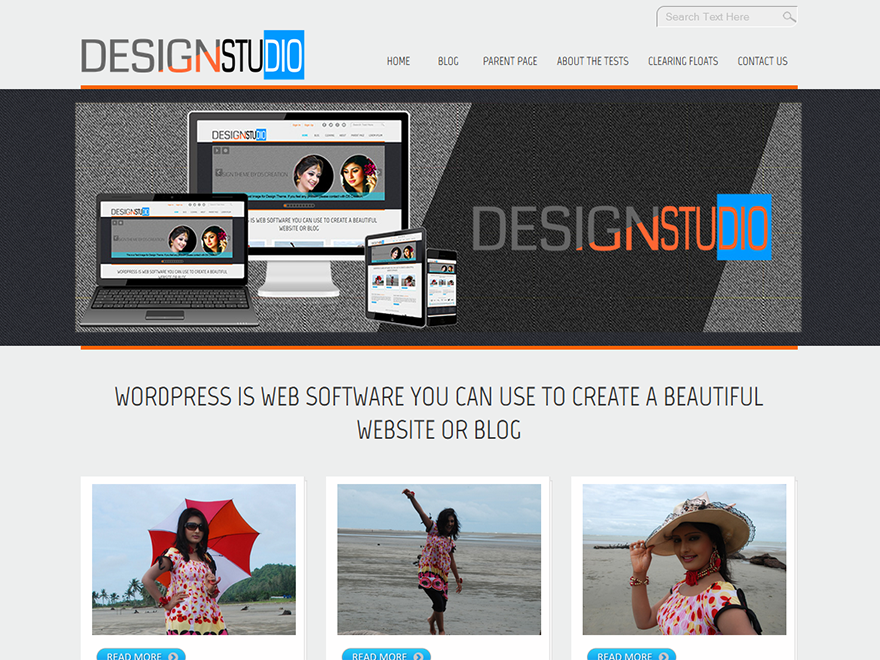 Search Text Here
DESIGNSTUDIO
HOME BLOG PARENT PAGE ABOUT THE TESTS CLEARING FLOATS CONTACT US
DESIGNSTUDIO
DESIGNSTUDIO
WORDPRESS IS WEB SOFTWARE YOU CAN USE TO CREATE A BEAUTIFUL
WEBSITE OR BLOG
DESIGNSTUDIO
WORDPRESS IS WEB SOFTWARE YOU CAN USE TO CREATE A BEAUTIFUL
WEBSITE OR BLOG
READ MORE READ MORE READ MORE